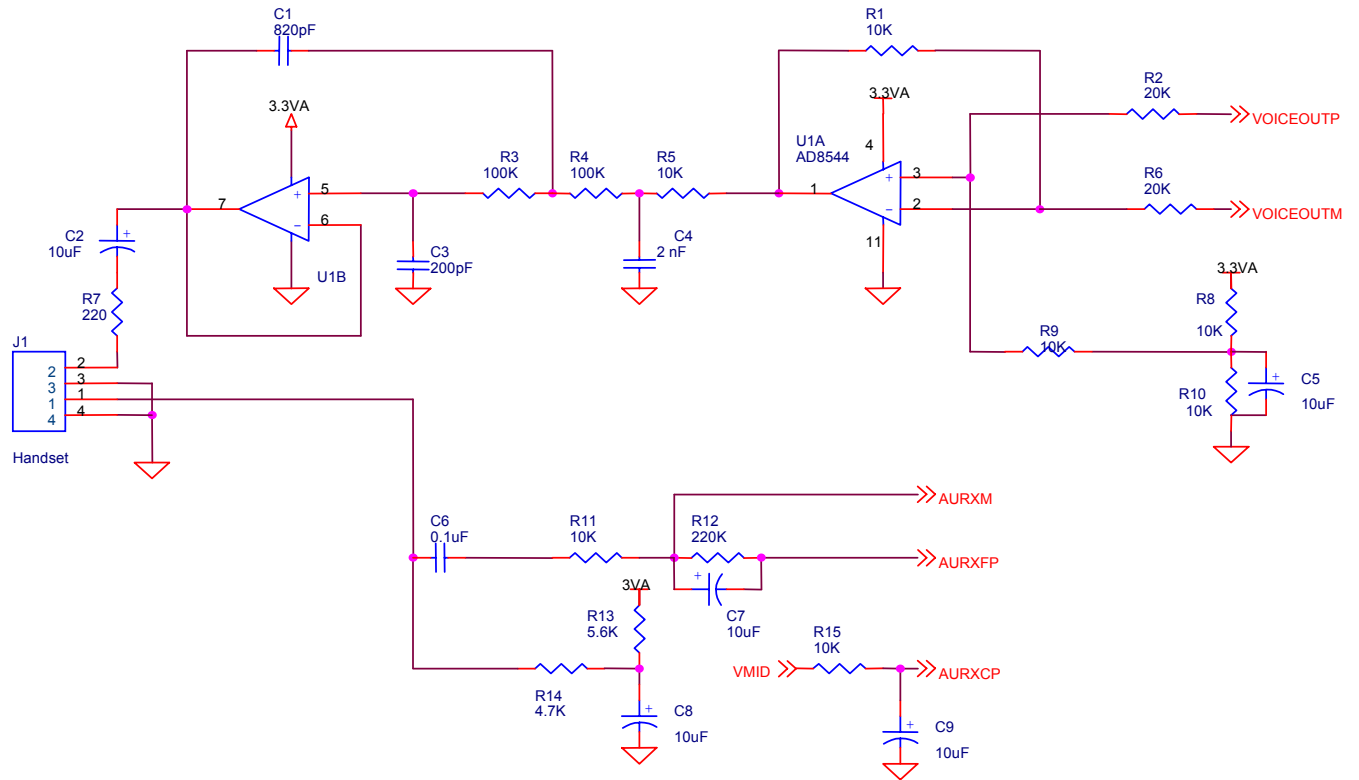 C1
820pF
R1
10K
R2
20K
3.3VA
3.3VA
VOICEOUTP
U1A
AD8544
4
R3
100K
R4
100K
R5
10K
R6
20K
5
+
7
6
−
1
+
3
−
2
VOICEOUTM
11
C2
10uF
+
U1B
C3
200pF
C4
2 nF
3.3VA
R7
220
R8
10K
R9
10K
J1
2
2
3
3
1
1
4
4
R10
10K
+
C5
10uF
Handset
AURXM
C6
0.1uF
R11
10K
R12
220K
AURXFP
+
C7
10uF
3VA
R13
5.6K
R15
10K
VMID
AURXCP
R14
4.7K
+
C8
10uF
+
C9
10uF